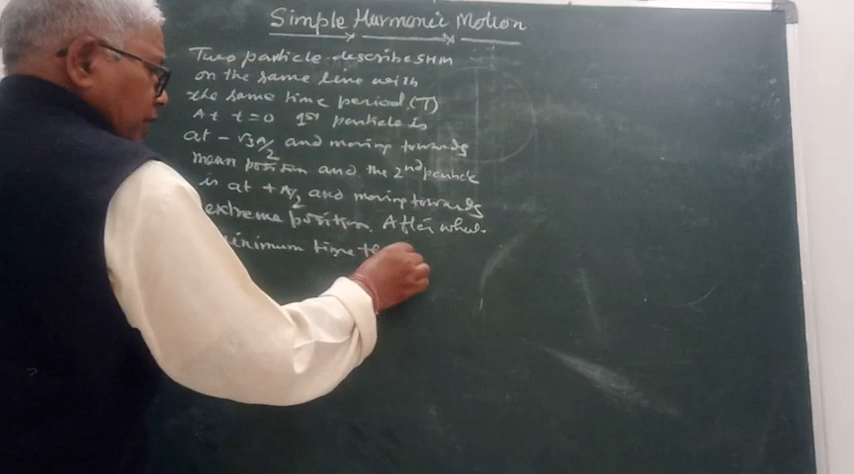 Simple Harmonic Motion
Two particle describe SHM
on the same line with
the same time period (T)
At t=0 1st particle is
at -√3A/2 and moving towards
mean position and the 2nd particle
is at +A/2 and moving towards
extreme position. After what
minimum time